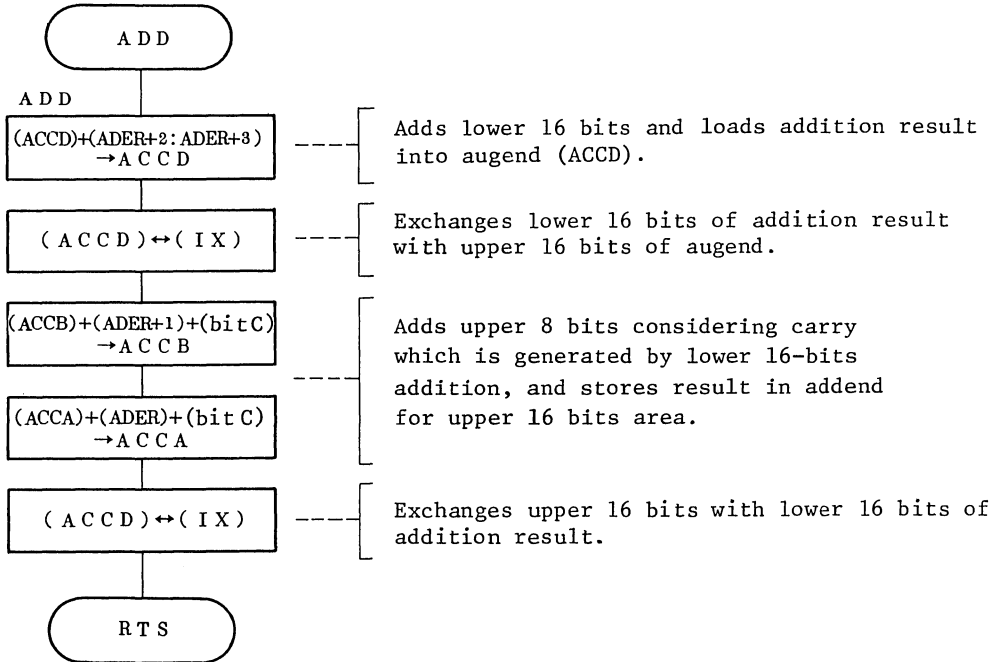 ADD
ADD
(ACCD)+(ADER+2:ADER+3)
→ACCD
Adds lower 16 bits and loads addition result
into augend (ACCD).
(ACCD)↔(IX)
Exchanges lower 16 bits of addition result
with upper 16 bits of augend.
(ACCB)+(ADER+1)+(bitC)
→ACCB
(ACCA)+(ADER)+(bitC)
→ACCA
Adds upper 8 bits considering carry
which is generated by lower 16-bits
addition, and stores result in addend
for upper 16 bits area.
(ACCD)↔(IX)
Exchanges upper 16 bits with lower 16 bits of
addition result.
RTS